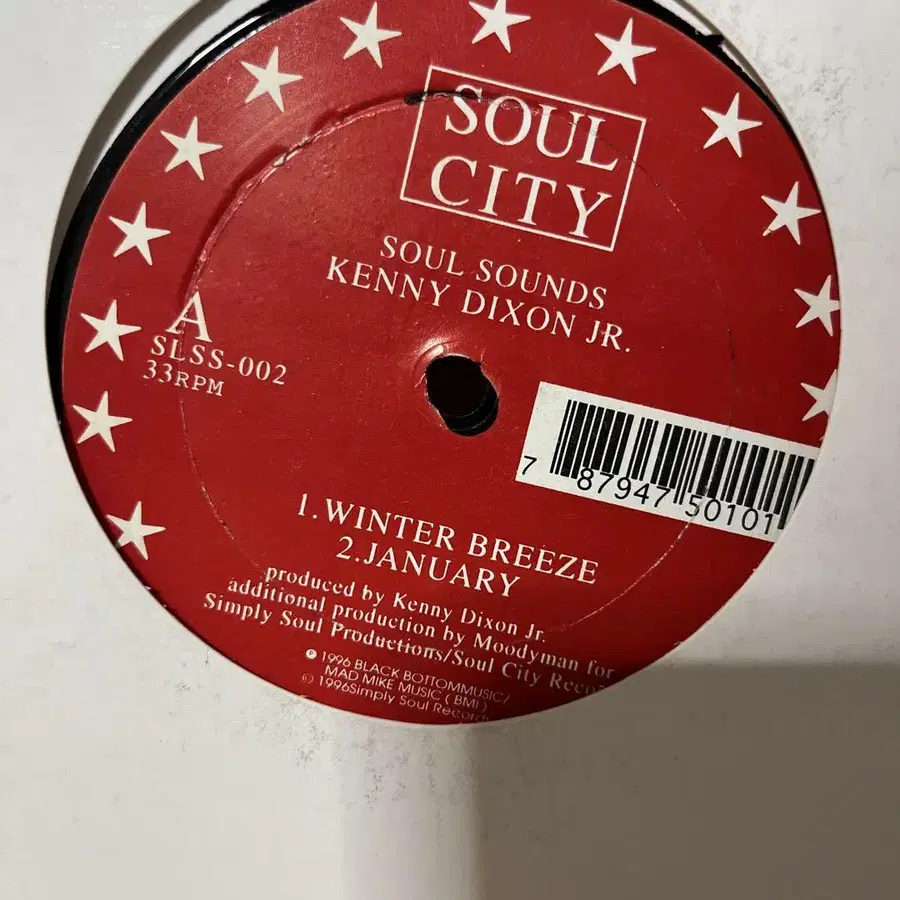 SOUL
CITY
SOUL SOUNDS
KENNY DIXON JR.
A
SLSS-002
33RPM
7 87947 50101
1.WINTER BREEZE
2.JANUARY
produced by Kenny Dixon Jr.
additional production by Moodyman for
Simply Soul Productions/Soul City
℗ 1996 BLACK BOTTOMMUSIC/
MAD MIKE MUSIC ( BMI )
© 1996Simply Soul Records